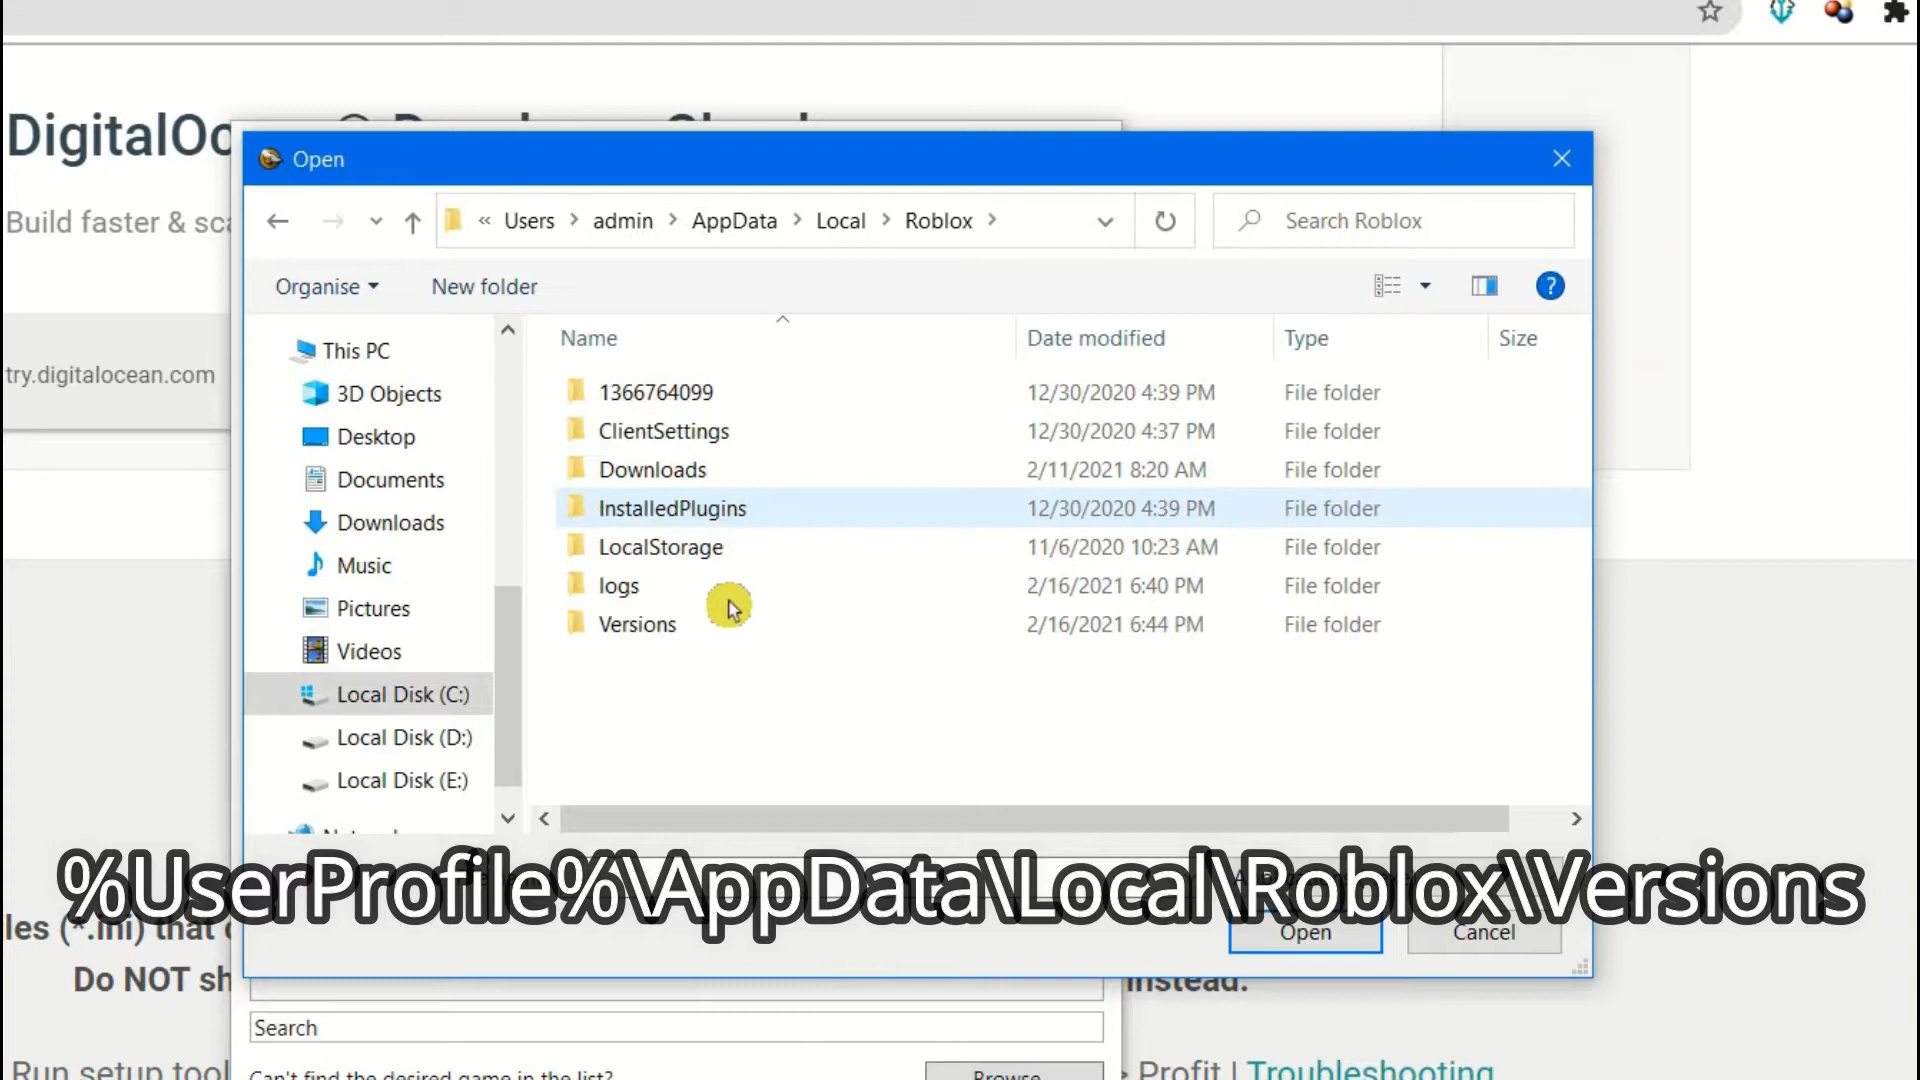 DigitalOc
Build faster & sca
try.digitalocean.com
Open
« Users > admin > AppData > Local > Roblox >
Search Roblox
Organise
New folder
?
This PC
3D Objects
Desktop
Documents
Downloads
Music
Pictures
Videos
Local Disk (C:)
Local Disk (D:)
Local Disk (E:)
Name Date modified Type Size
1366764099 12/30/2020 4:39 PM File folder
ClientSettings 12/30/2020 4:37 PM File folder
Downloads 2/11/2021 8:20 AM File folder
InstalledPlugins 12/30/2020 4:39 PM File folder
LocalStorage 11/6/2020 10:23 AM File folder
logs 2/16/2021 6:40 PM File folder
Versions 2/16/2021 6:44 PM File folder
%UserProfile%\AppData\Local\Roblox\Versions
Open
Cancel
les (*.ini) that
Do NOT sh
instead.
Search
Run setup tool
Can't find the desired game in the list?
Browse
Profit | Troubleshooting